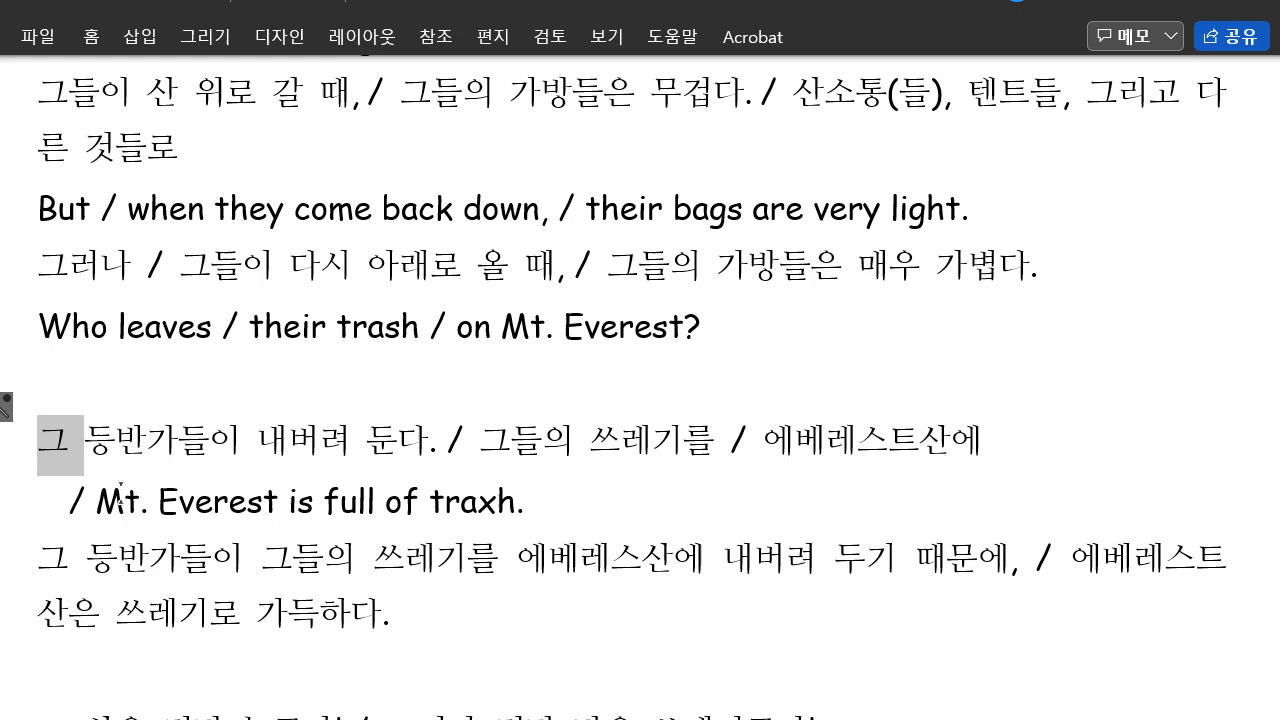 파일 홈 삽입 그리기 디자인 레이아웃 참조 편지 검토 보기 도움말 Acrobat 메모 공유
그들이 산 위로 갈 때, / 그들의 가방들은 무겁다. / 산소통(들), 텐트들, 그리고 다
른 것들로
But / when they come back down, / their bags are very light.
그러나 / 그들이 다시 아래로 올 때, / 그들의 가방들은 매우 가볍다.
Who leaves / their trash / on Mt. Everest?
그 등반가들이 내버려 둔다. / 그들의 쓰레기를 / 에베레스트산에
/ Mt. Everest is full of traxh.
그 등반가들이 그들의 쓰레기를 에베레스산에 내버려 두기 때문에, / 에베레스트
산은 쓰레기로 가득하다.